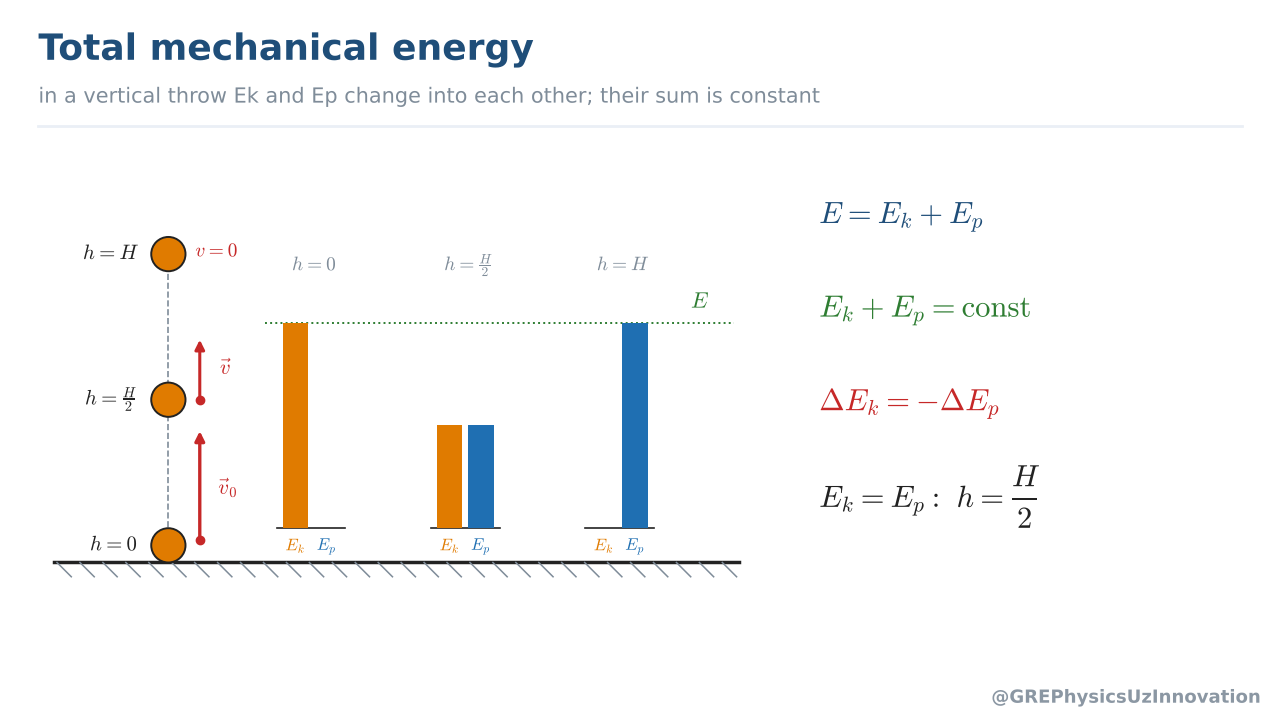 Total mechanical energy
in a vertical throw Ek and Ep change into each other; their sum is constant
h = H
v = 0
h = 0
h = H/2
h = H
E
v⃗
h = H/2
v⃗₀
h = 0
E_k E_p
E_k E_p
E_k E_p
E = E_k + E_p
E_k + E_p = const
ΔE_k = −ΔE_p
E_k = E_p : h = H/2
@GREPhysicsUzInnovation